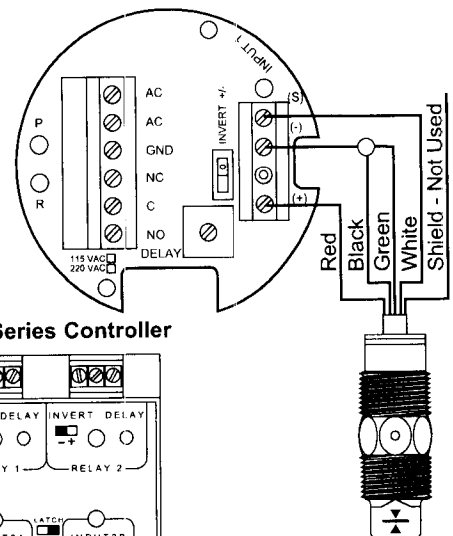 INPUT 1
(S)
AC
INVERT +/-
AC
(-)
P
GND
NC
R
C
(+)
NO
DELAY
115 VAC
220 VAC
Red
Black
Green
White
Shield - Not Used
Series Controller
DELAY
INVERT DELAY
- +
RELAY 2
LATCH